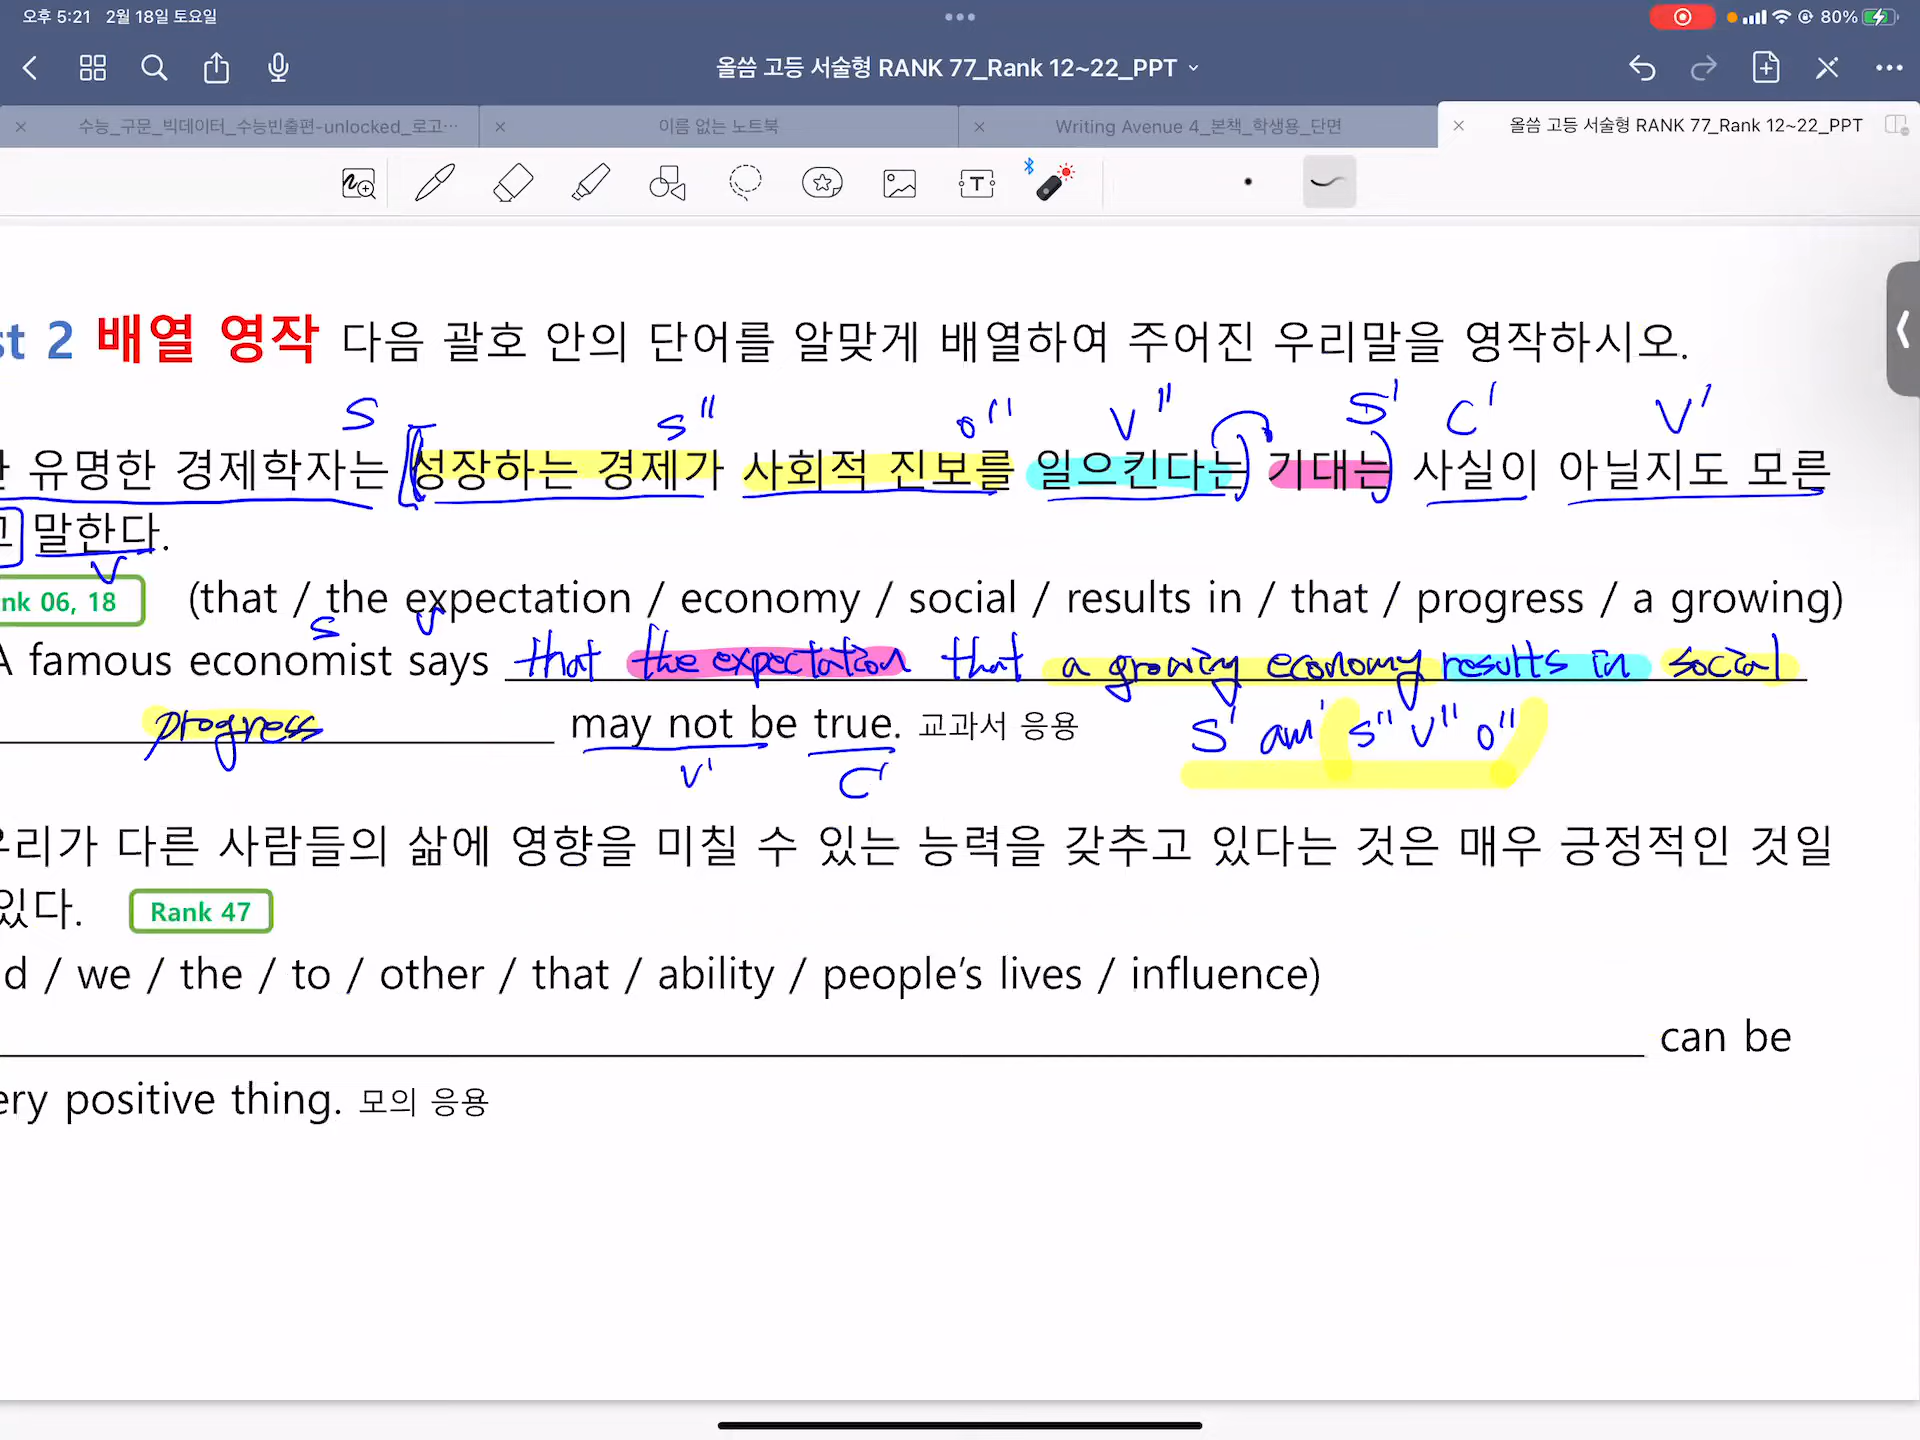 오후 5:21 2월 18일 토요일
80%
올씀 고등 서술형 RANK 77_Rank 12~22_PPT
수능_구문_빅데이터_수능빈출편-unlocked_로고…
이름 없는 노트북
Writing Avenue 4_본책_학생용_단면
올씀 고등 서술형 RANK 77_Rank 12~22_PPT
st 2 배열 영작 다음 괄호 안의 단어를 알맞게 배열하여 주어진 우리말을 영작하시오.
S S" O" V" S' C' V'
유명한 경제학자는 성장하는 경제가 사회적 진보를 일으킨다는 기대는 사실이 아닐지도 모른
고 말한다.
V
nk 06, 18 (that / the expectation / economy / social / results in / that / progress / a growing)
S V
A famous economist says that the expectation that a growing economy results in social
progress may not be true. 교과서 응용 S' S" V" O"
V' C'
우리가 다른 사람들의 삶에 영향을 미칠 수 있는 능력을 갖추고 있다는 것은 매우 긍정적인 것일
있다. Rank 47
d / we / the / to / other / that / ability / people's lives / influence)
can be
ery positive thing. 모의 응용